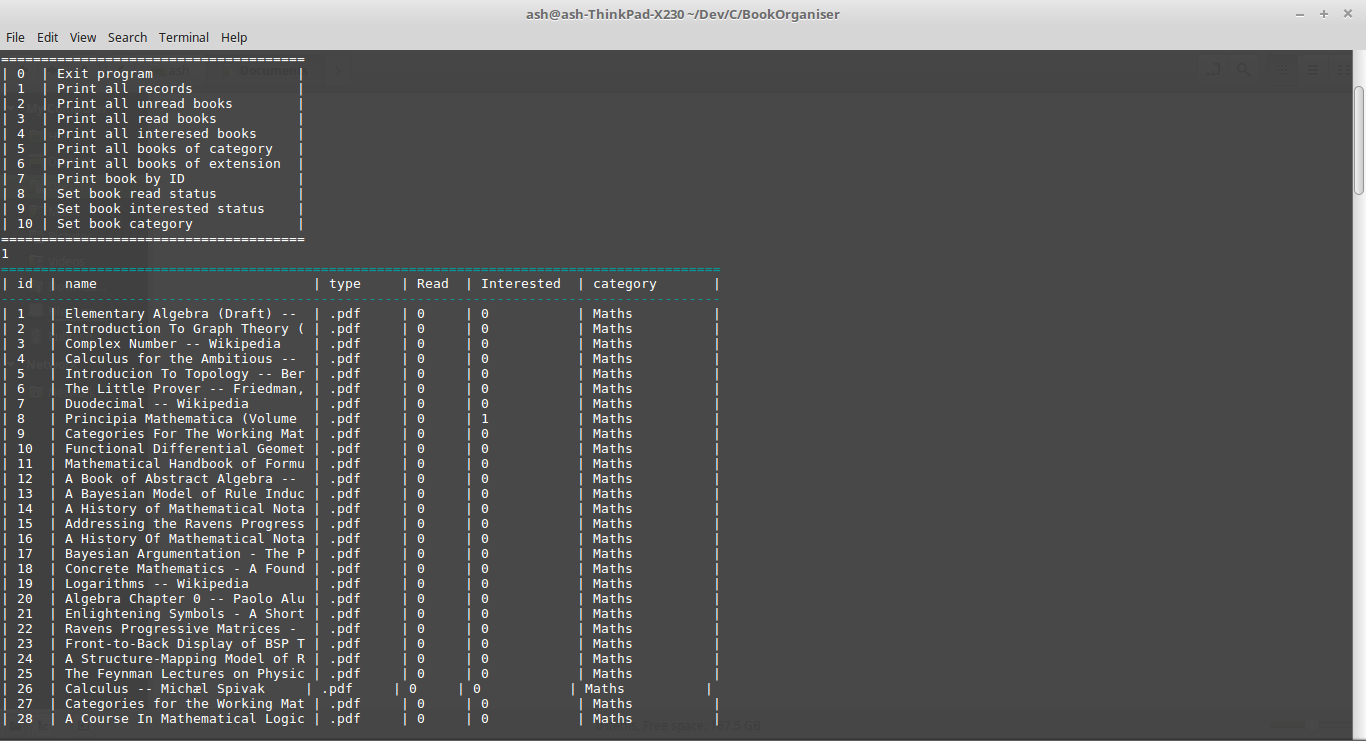 ash@ash-ThinkPad-X230 ~/Dev/C/BookOrganiser
File Edit View Search Terminal Help
======================================
| 0 | Exit program |
| 1 | Print all records |
| 2 | Print all unread books |
| 3 | Print all read books |
| 4 | Print all interesed books |
| 5 | Print all books of category |
| 6 | Print all books of extension |
| 7 | Print book by ID |
| 8 | Set book read status |
| 9 | Set book interested status |
| 10 | Set book category |
======================================
1
==========================================================================================
| id | name | type | Read | Interested | category |
------------------------------------------------------------------------------------------
| 1 | Elementary Algebra (Draft) -- | .pdf | 0 | 0 | Maths |
| 2 | Introduction To Graph Theory ( | .pdf | 0 | 0 | Maths |
| 3 | Complex Number -- Wikipedia | .pdf | 0 | 0 | Maths |
| 4 | Calculus for the Ambitious -- | .pdf | 0 | 0 | Maths |
| 5 | Introducion To Topology -- Ber | .pdf | 0 | 0 | Maths |
| 6 | The Little Prover -- Friedman, | .pdf | 0 | 0 | Maths |
| 7 | Duodecimal -- Wikipedia | .pdf | 0 | 0 | Maths |
| 8 | Principia Mathematica (Volume | .pdf | 0 | 1 | Maths |
| 9 | Categories For The Working Mat | .pdf | 0 | 0 | Maths |
| 10 | Functional Differential Geomet | .pdf | 0 | 0 | Maths |
| 11 | Mathematical Handbook of Formu | .pdf | 0 | 0 | Maths |
| 12 | A Book of Abstract Algebra -- | .pdf | 0 | 0 | Maths |
| 13 | A Bayesian Model of Rule Induc | .pdf | 0 | 0 | Maths |
| 14 | A History of Mathematical Nota | .pdf | 0 | 0 | Maths |
| 15 | Addressing the Ravens Progress | .pdf | 0 | 0 | Maths |
| 16 | A History Of Mathematical Nota | .pdf | 0 | 0 | Maths |
| 17 | Bayesian Argumentation - The P | .pdf | 0 | 0 | Maths |
| 18 | Concrete Mathematics - A Found | .pdf | 0 | 0 | Maths |
| 19 | Logarithms -- Wikipedia | .pdf | 0 | 0 | Maths |
| 20 | Algebra Chapter 0 -- Paolo Alu | .pdf | 0 | 0 | Maths |
| 21 | Enlightening Symbols - A Short | .pdf | 0 | 0 | Maths |
| 22 | Ravens Progressive Matrices - | .pdf | 0 | 0 | Maths |
| 23 | Front-to-Back Display of BSP T | .pdf | 0 | 0 | Maths |
| 24 | A Structure-Mapping Model of R | .pdf | 0 | 0 | Maths |
| 25 | The Feynman Lectures on Physic | .pdf | 0 | 0 | Maths |
| 26 | Calculus -- Michæl Spivak | .pdf | 0 | 0 | Maths |
| 27 | Categories for the Working Mat | .pdf | 0 | 0 | Maths |
| 28 | A Course In Mathematical Logic | .pdf | 0 | 0 | Maths |